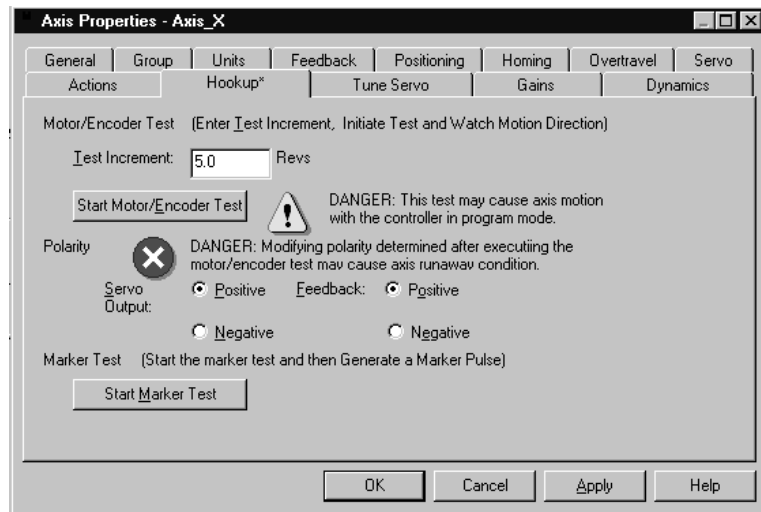 Axis Properties - Axis_X
General Group Units Feedback Positioning Homing Overtravel Servo
Actions Hookup* Tune Servo Gains Dynamics
Motor/Encoder Test (Enter Test Increment, Initiate Test and Watch Motion Direction)
Test Increment: 5.0 Revs
Start Motor/Encoder Test
DANGER: This test may cause axis motion
with the controller in program mode.
Polarity
DANGER: Modifying polarity determined after executiing the
motor/encoder test may cause axis runaway condition.
Servo
Output:
Positive
Feedback:
Positive
Negative
Negative
Marker Test (Start the marker test and then Generate a Marker Pulse)
Start Marker Test
OK Cancel Apply Help